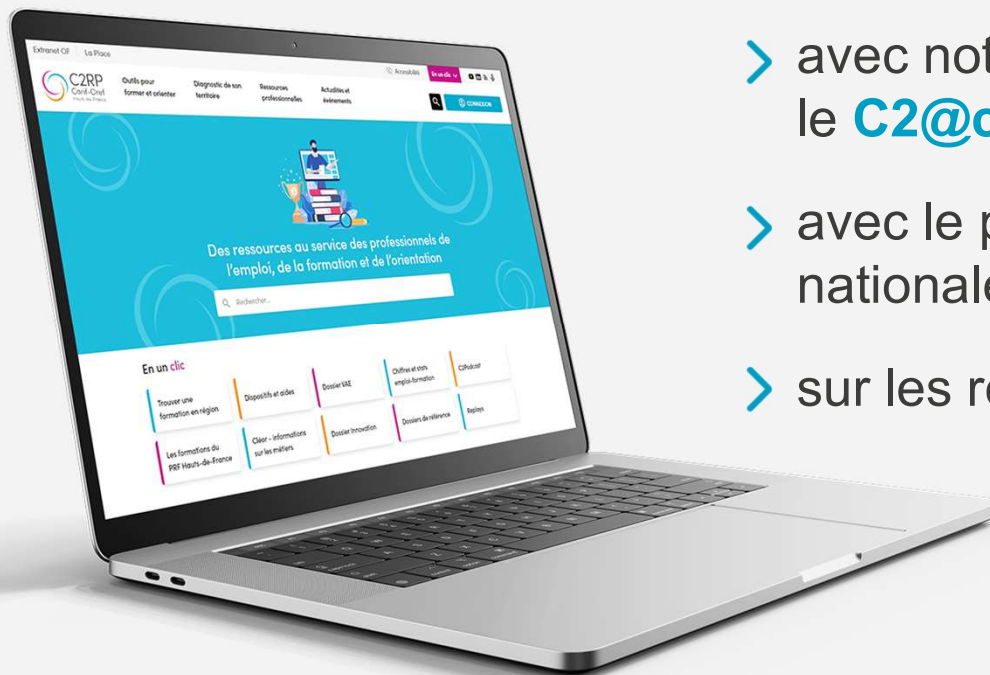 Extranet OF La Place
Accessibilité En un clic
C2RP
Carif-Oref
Hauts-de-France
Outils pour
former et orienter
Diagnostic de son
territoire
Ressources
professionnelles
Actualités et
événements
CONNEXION
Des ressources au service des professionnels de
l'emploi, de la formation et de l'orientation
Rechercher...
En un clic
Trouver une
formation en région
Dispositifs et aides
Dossier VAE
Chiffres et stats
emploi-formation
C2Podcast
Les formations du
PRF Hauts-de-France
Cléor - informations
sur les métiers
Dossier Innovation
Dossiers de référence
Replays
avec not
le C2@c
avec le p
nationale
sur les re